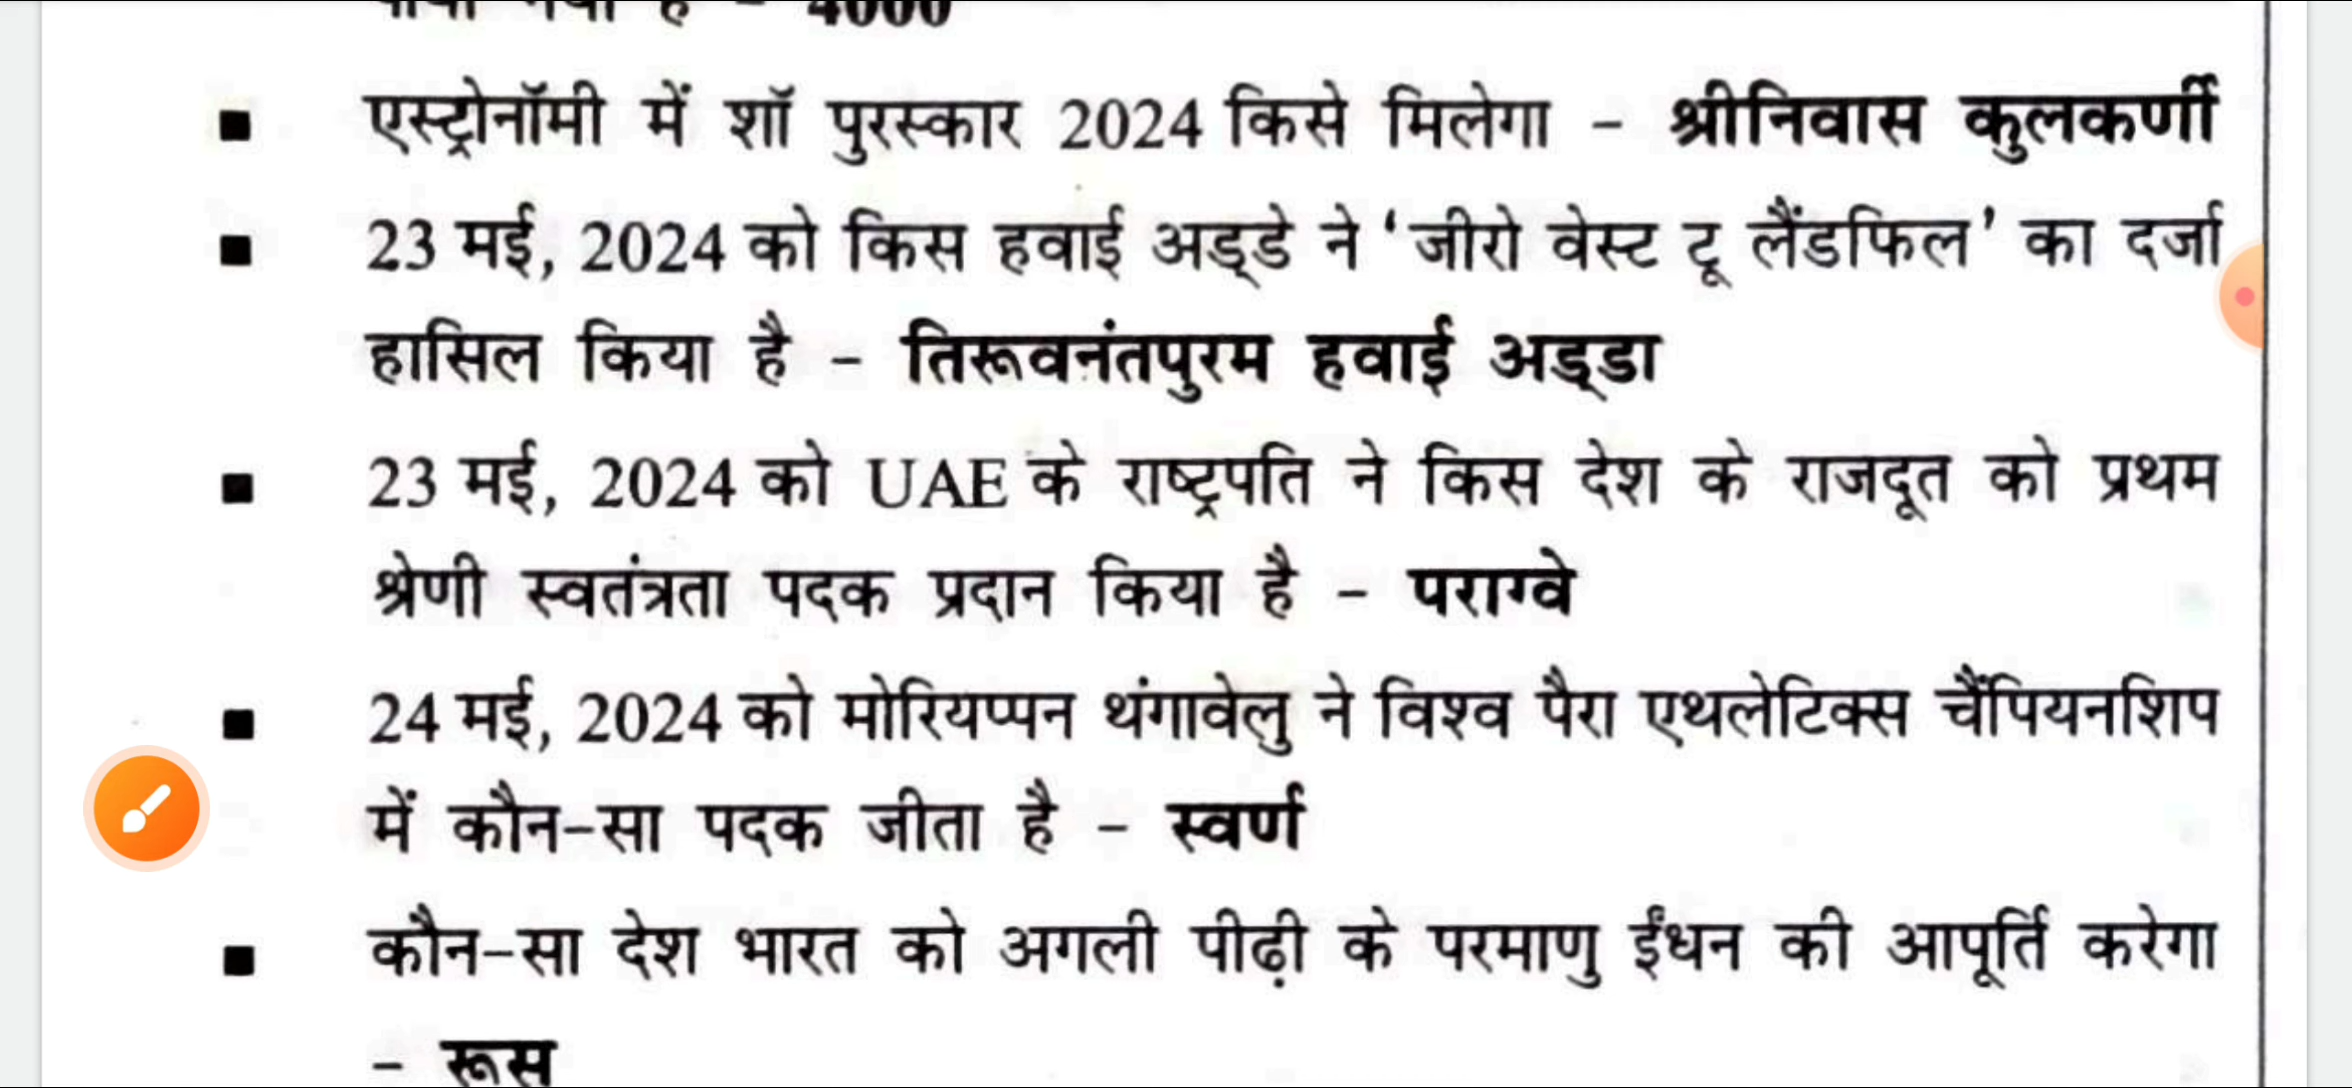 4000
■ एस्ट्रोनॉमी में शॉ पुरस्कार 2024 किसे मिलेगा – श्रीनिवास कुलकर्णी
■ 23 मई, 2024 को किस हवाई अड्डे ने ‘जीरो वेस्ट टू लैंडफिल’ का दर्जा
हासिल किया है – तिरूवनंतपुरम हवाई अड्डा
■ 23 मई, 2024 को UAE के राष्ट्रपति ने किस देश के राजदूत को प्रथम
श्रेणी स्वतंत्रता पदक प्रदान किया है – पराग्वे
■ 24 मई, 2024 को मोरियप्पन थंगावेलु ने विश्व पैरा एथलेटिक्स चैंपियनशिप
में कौन-सा पदक जीता है – स्वर्ण
■ कौन-सा देश भारत को अगली पीढ़ी के परमाणु ईंधन की आपूर्ति करेगा
– रूस